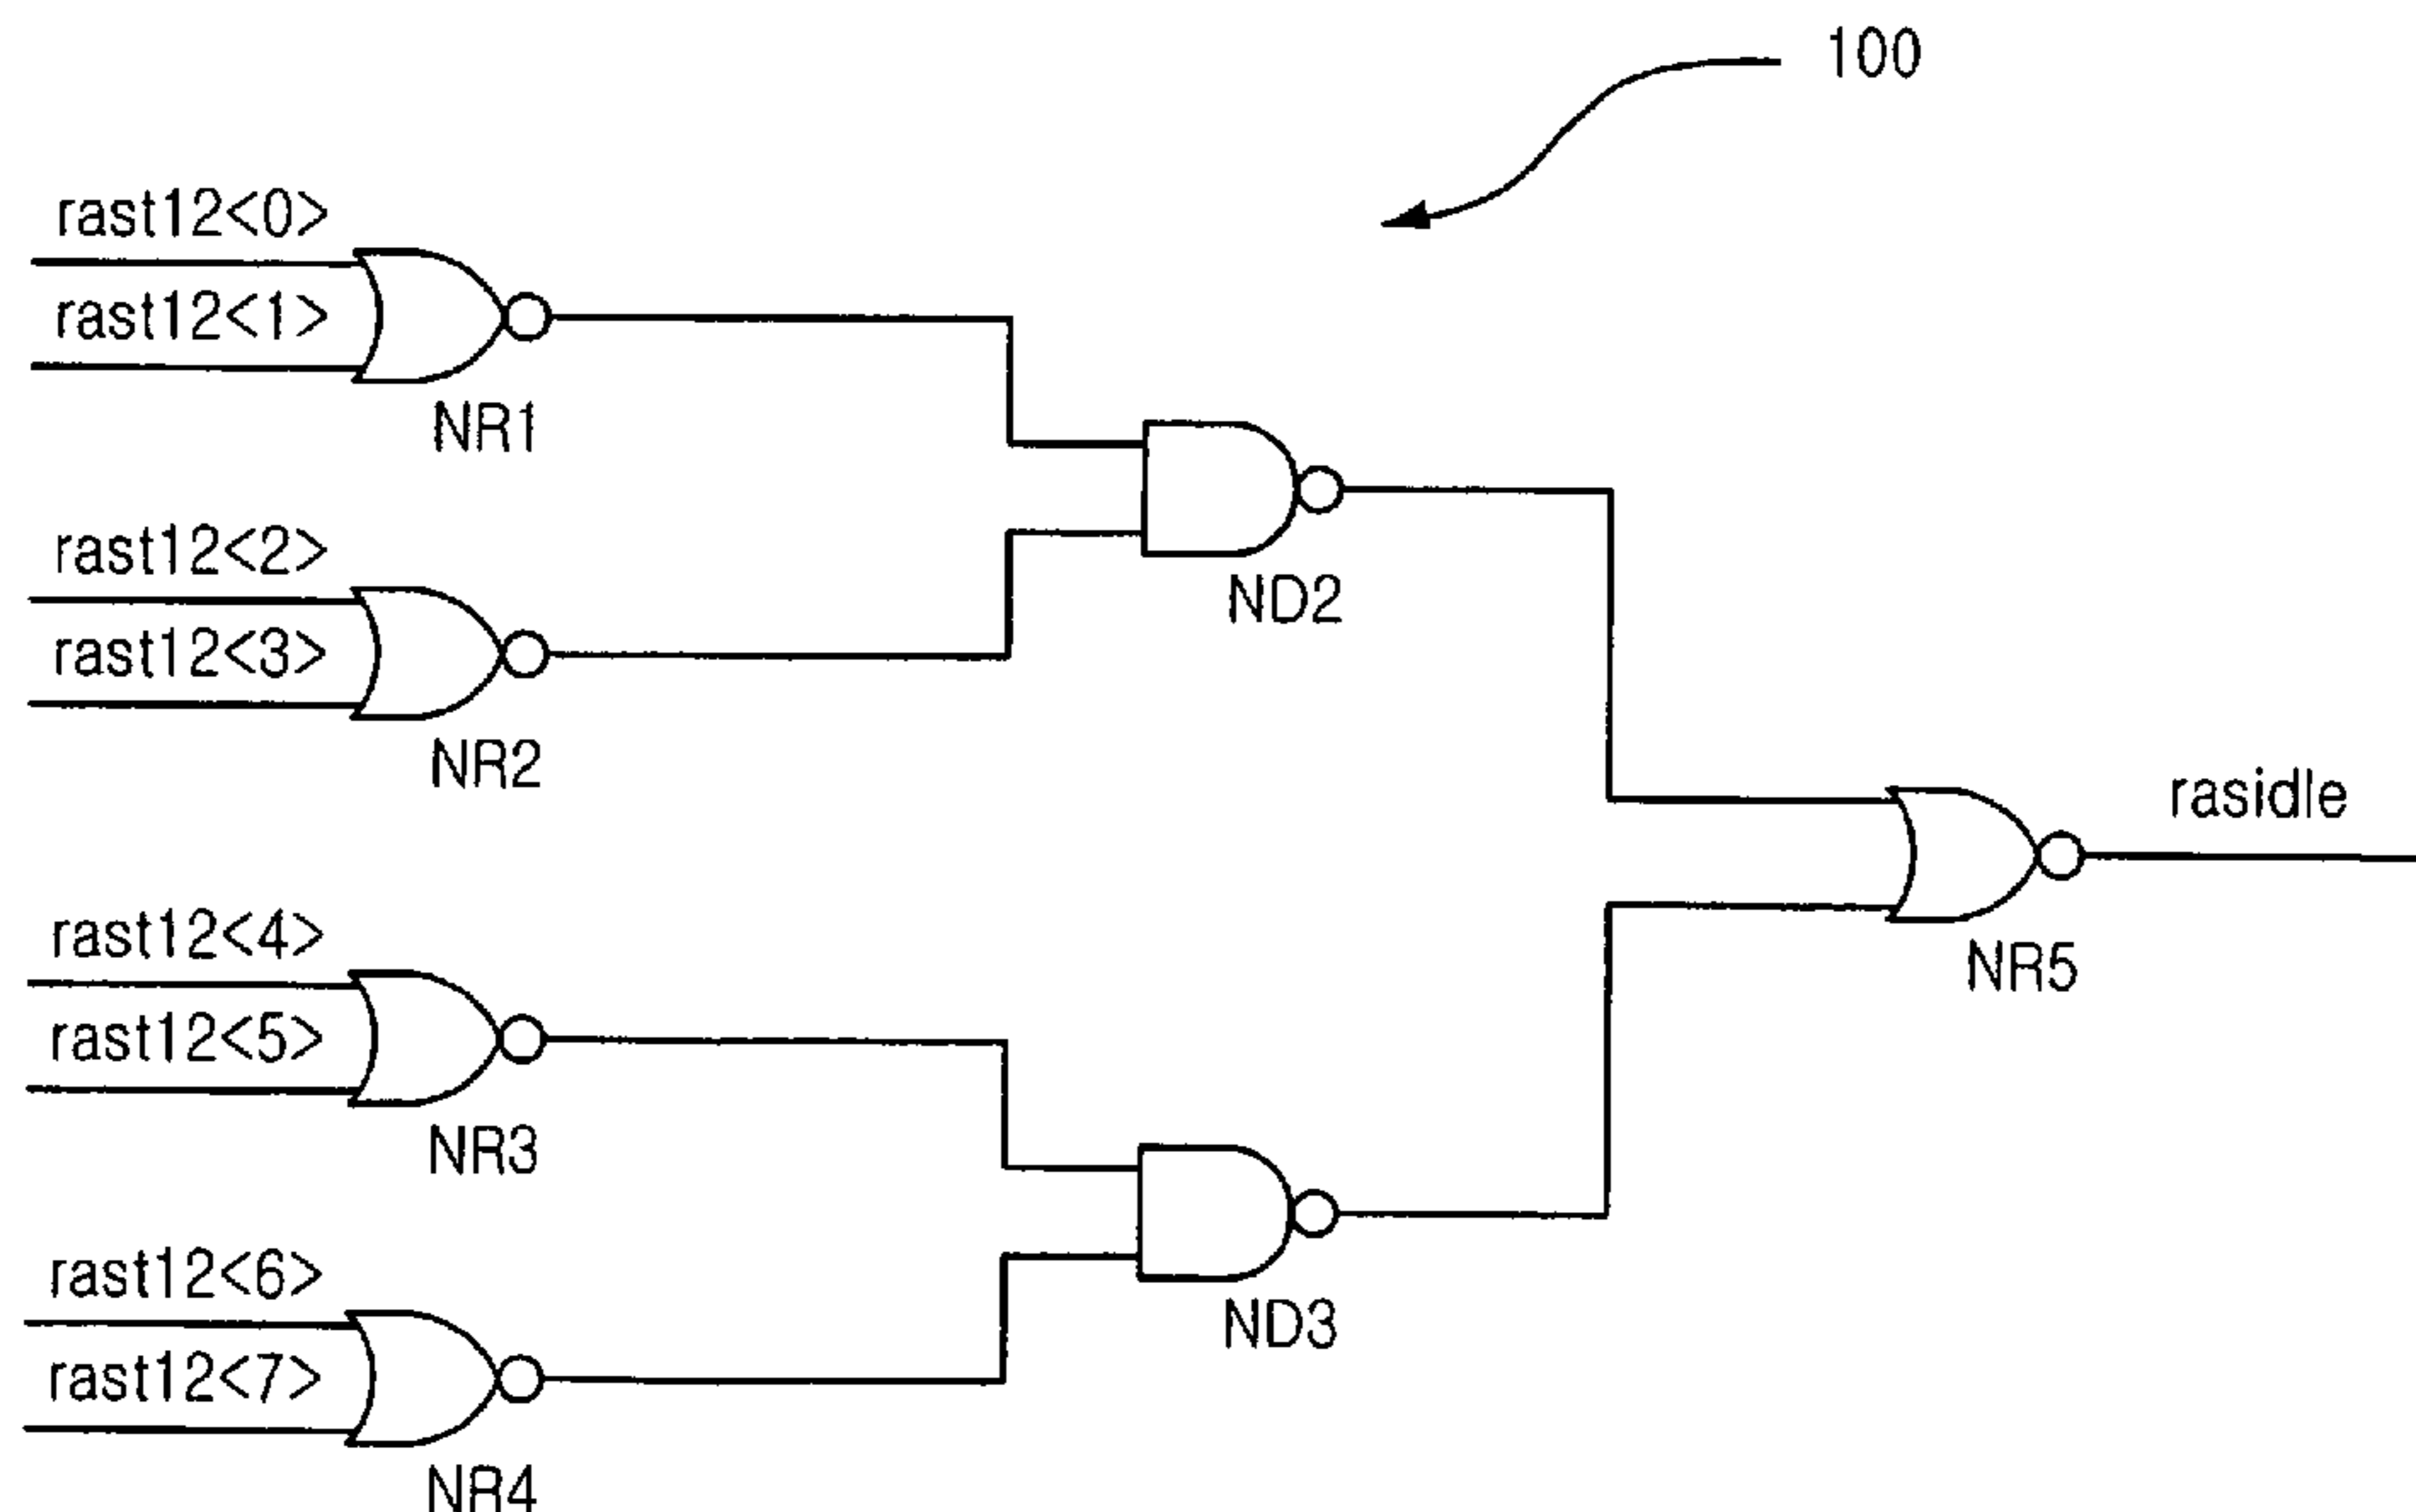 100
rast12<0>
rast12<1>
NR1
rast12<2>
rast12<3>
NR2
ND2
rasidle
NR5
rast12<4>
rast12<5>
NR3
rast12<6>
rast12<7>
NR4
ND3